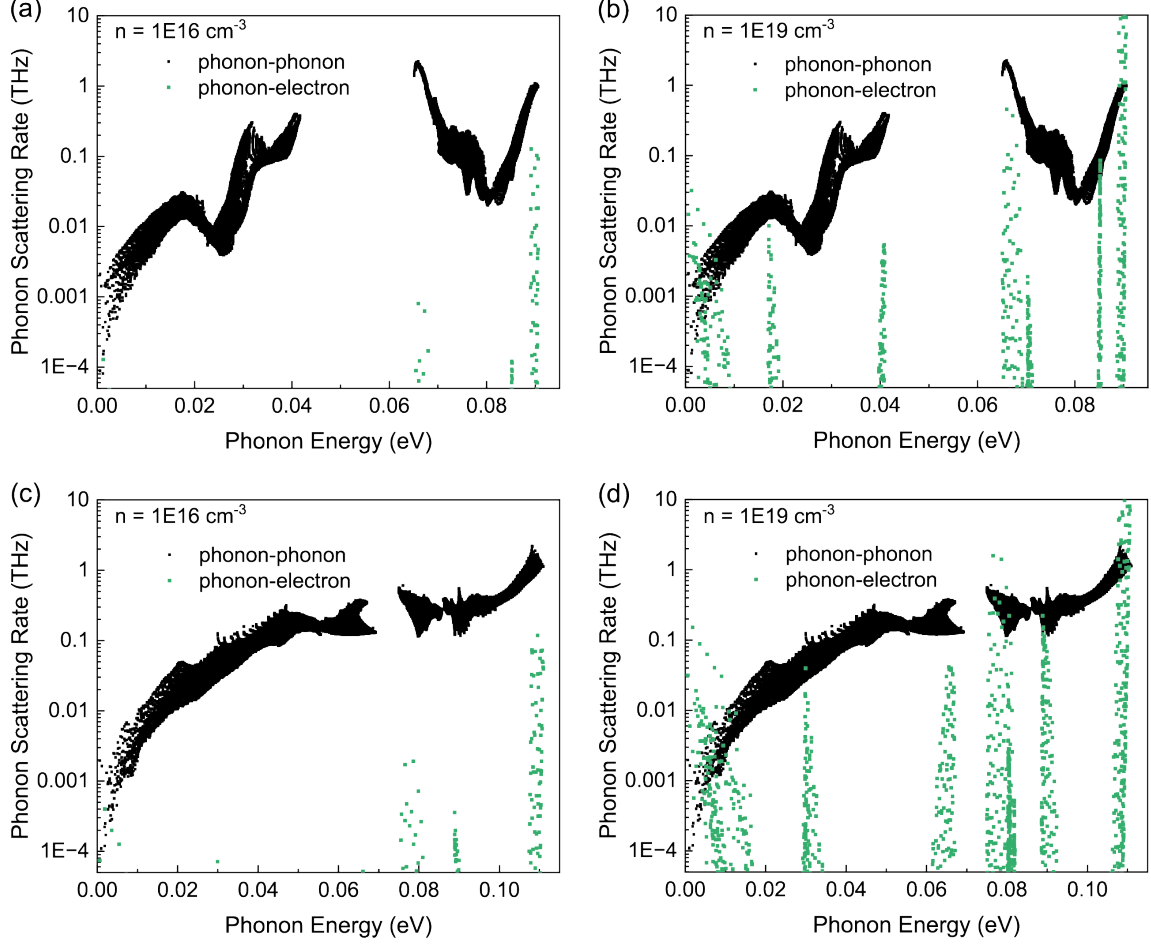 (a)
n = 1E16 cm⁻³
phonon-phonon
phonon-electron
Phonon Scattering Rate (THz)
10
1
0.1
0.01
0.001
1E−4
0.00 0.02 0.04 0.06 0.08
Phonon Energy (eV)
(b)
n = 1E19 cm⁻³
phonon-phonon
phonon-electron
Phonon Scattering Rate (THz)
10
1
0.1
0.01
0.001
1E−4
0.00 0.02 0.04 0.06 0.08
Phonon Energy (eV)
(c)
n = 1E16 cm⁻³
phonon-phonon
phonon-electron
Phonon Scattering Rate (THz)
10
1
0.1
0.01
0.001
1E−4
0.00 0.02 0.04 0.06 0.08 0.10
Phonon Energy (eV)
(d)
n = 1E19 cm⁻³
phonon-phonon
phonon-electron
Phonon Scattering Rate (THz)
10
1
0.1
0.01
0.001
1E−4
0.00 0.02 0.04 0.06 0.08 0.10
Phonon Energy (eV)